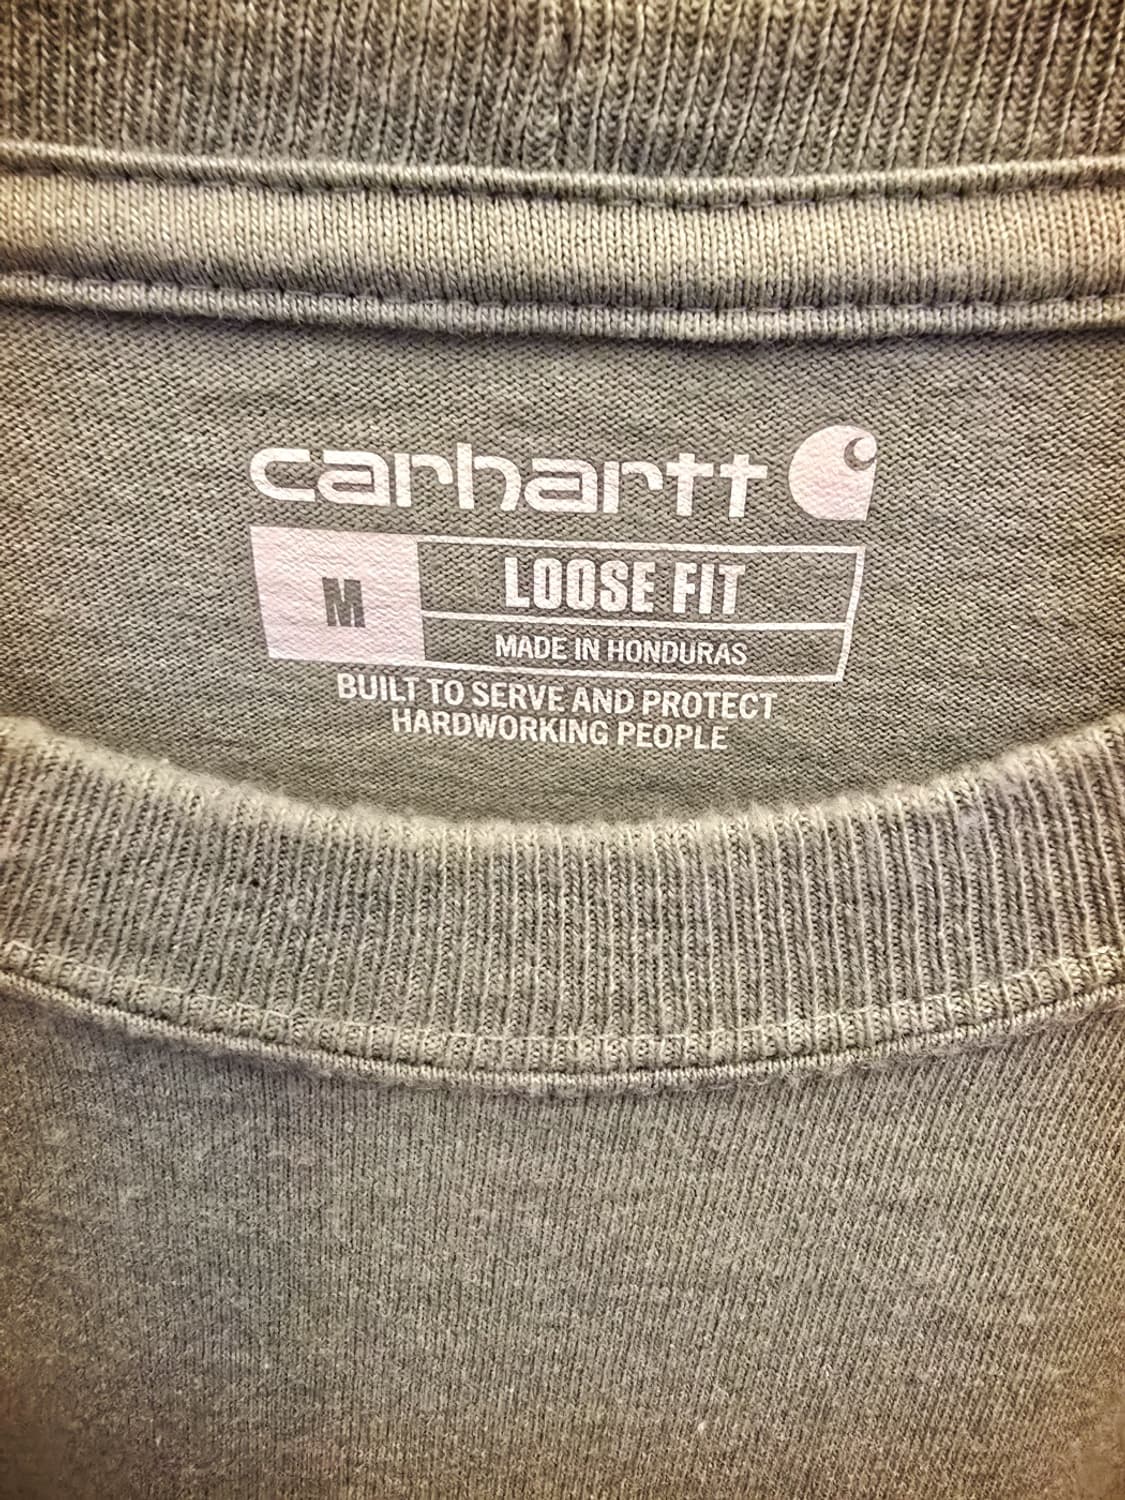 carhartt
M
LOOSE FIT
MADE IN HONDURAS
BUILT TO SERVE AND PROTECT
HARDWORKING PEOPLE